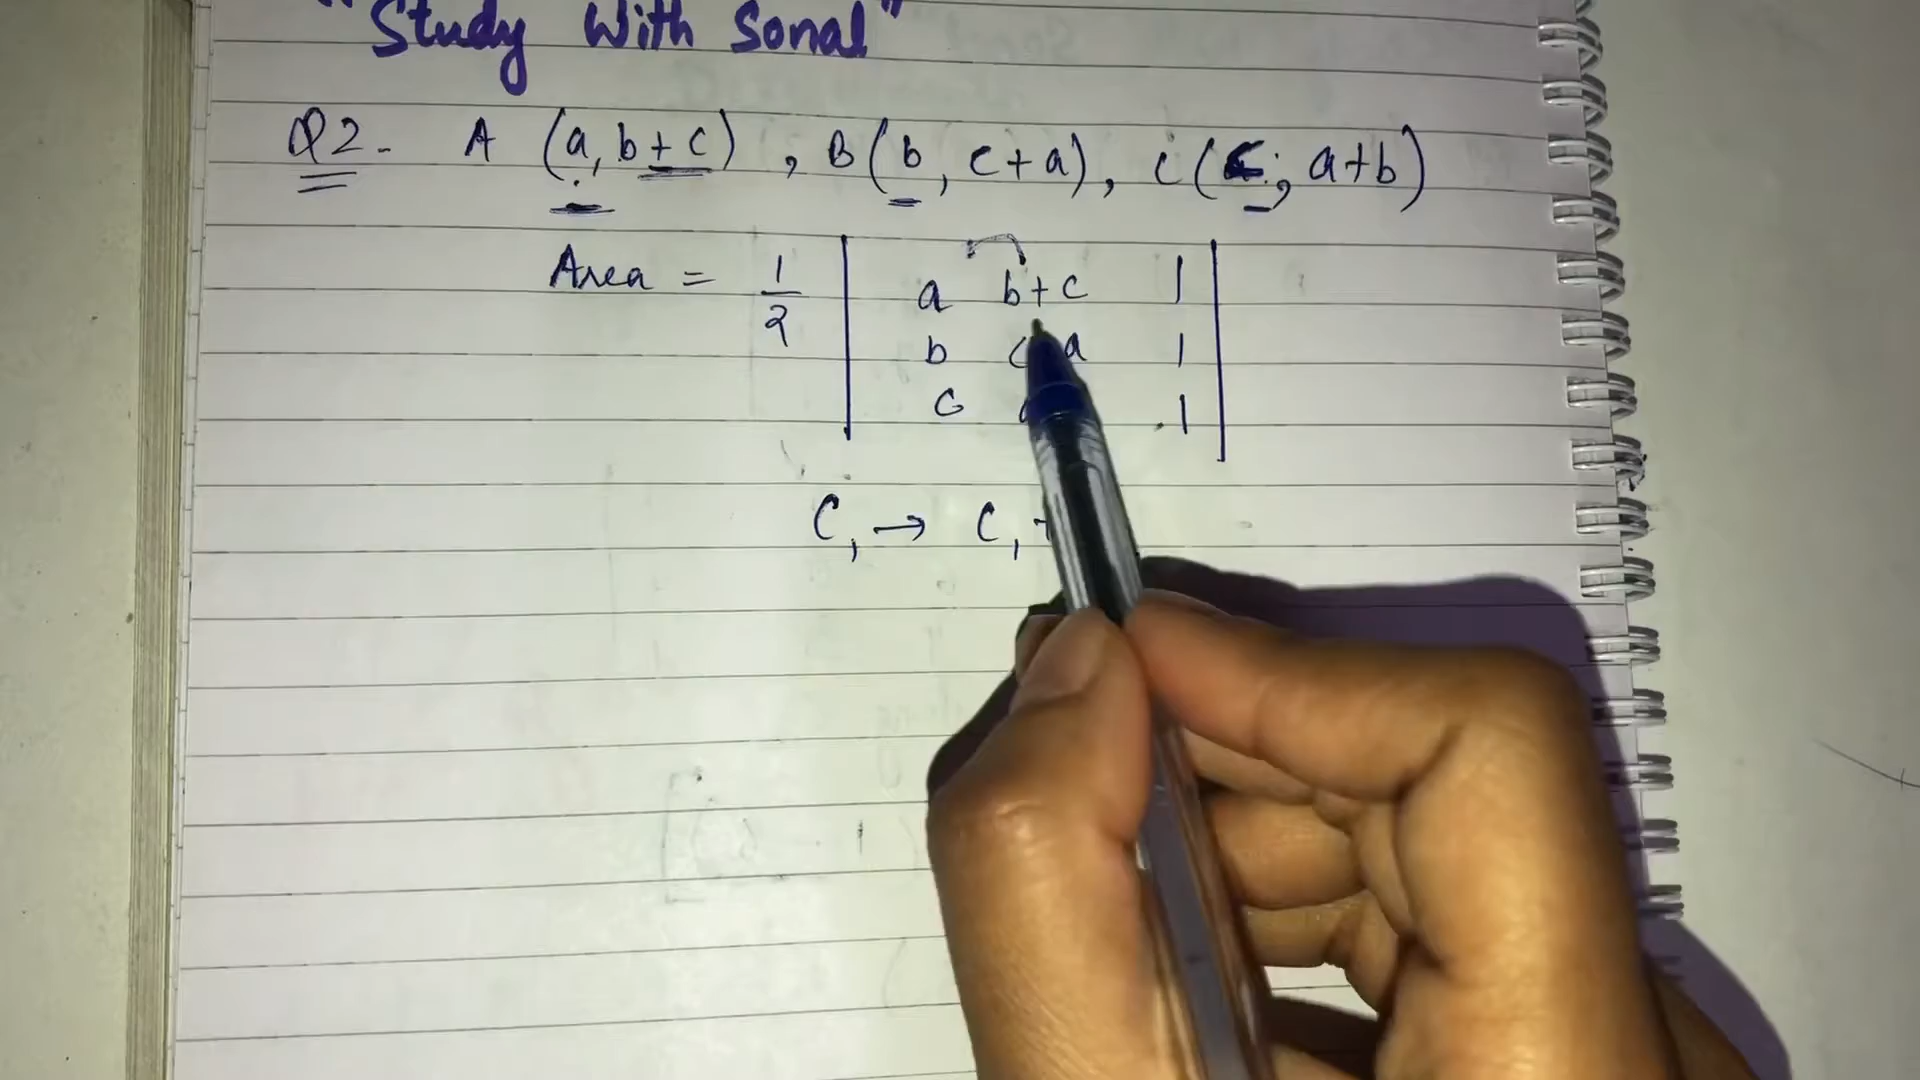 "Study With Sonal"
Q2- A (a, b+c) , B(b, c+a), C(c, a+b)
Area = 1/2 | a b+c 1 |
b a 1
c 1
C₁ → C₁ +